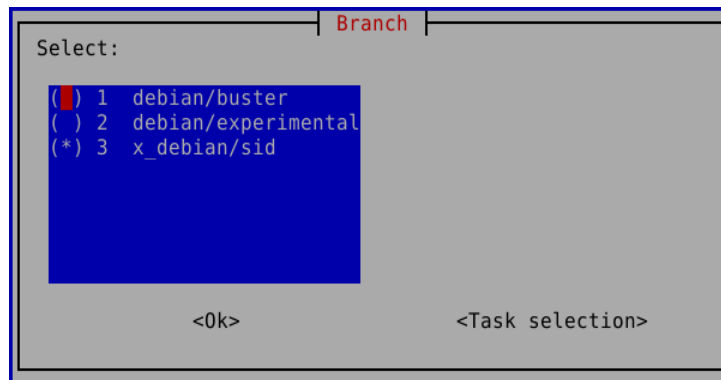 Branch
Select:
( ) 1 debian/buster
( ) 2 debian/experimental
(*) 3 x_debian/sid
<Ok> <Task selection>